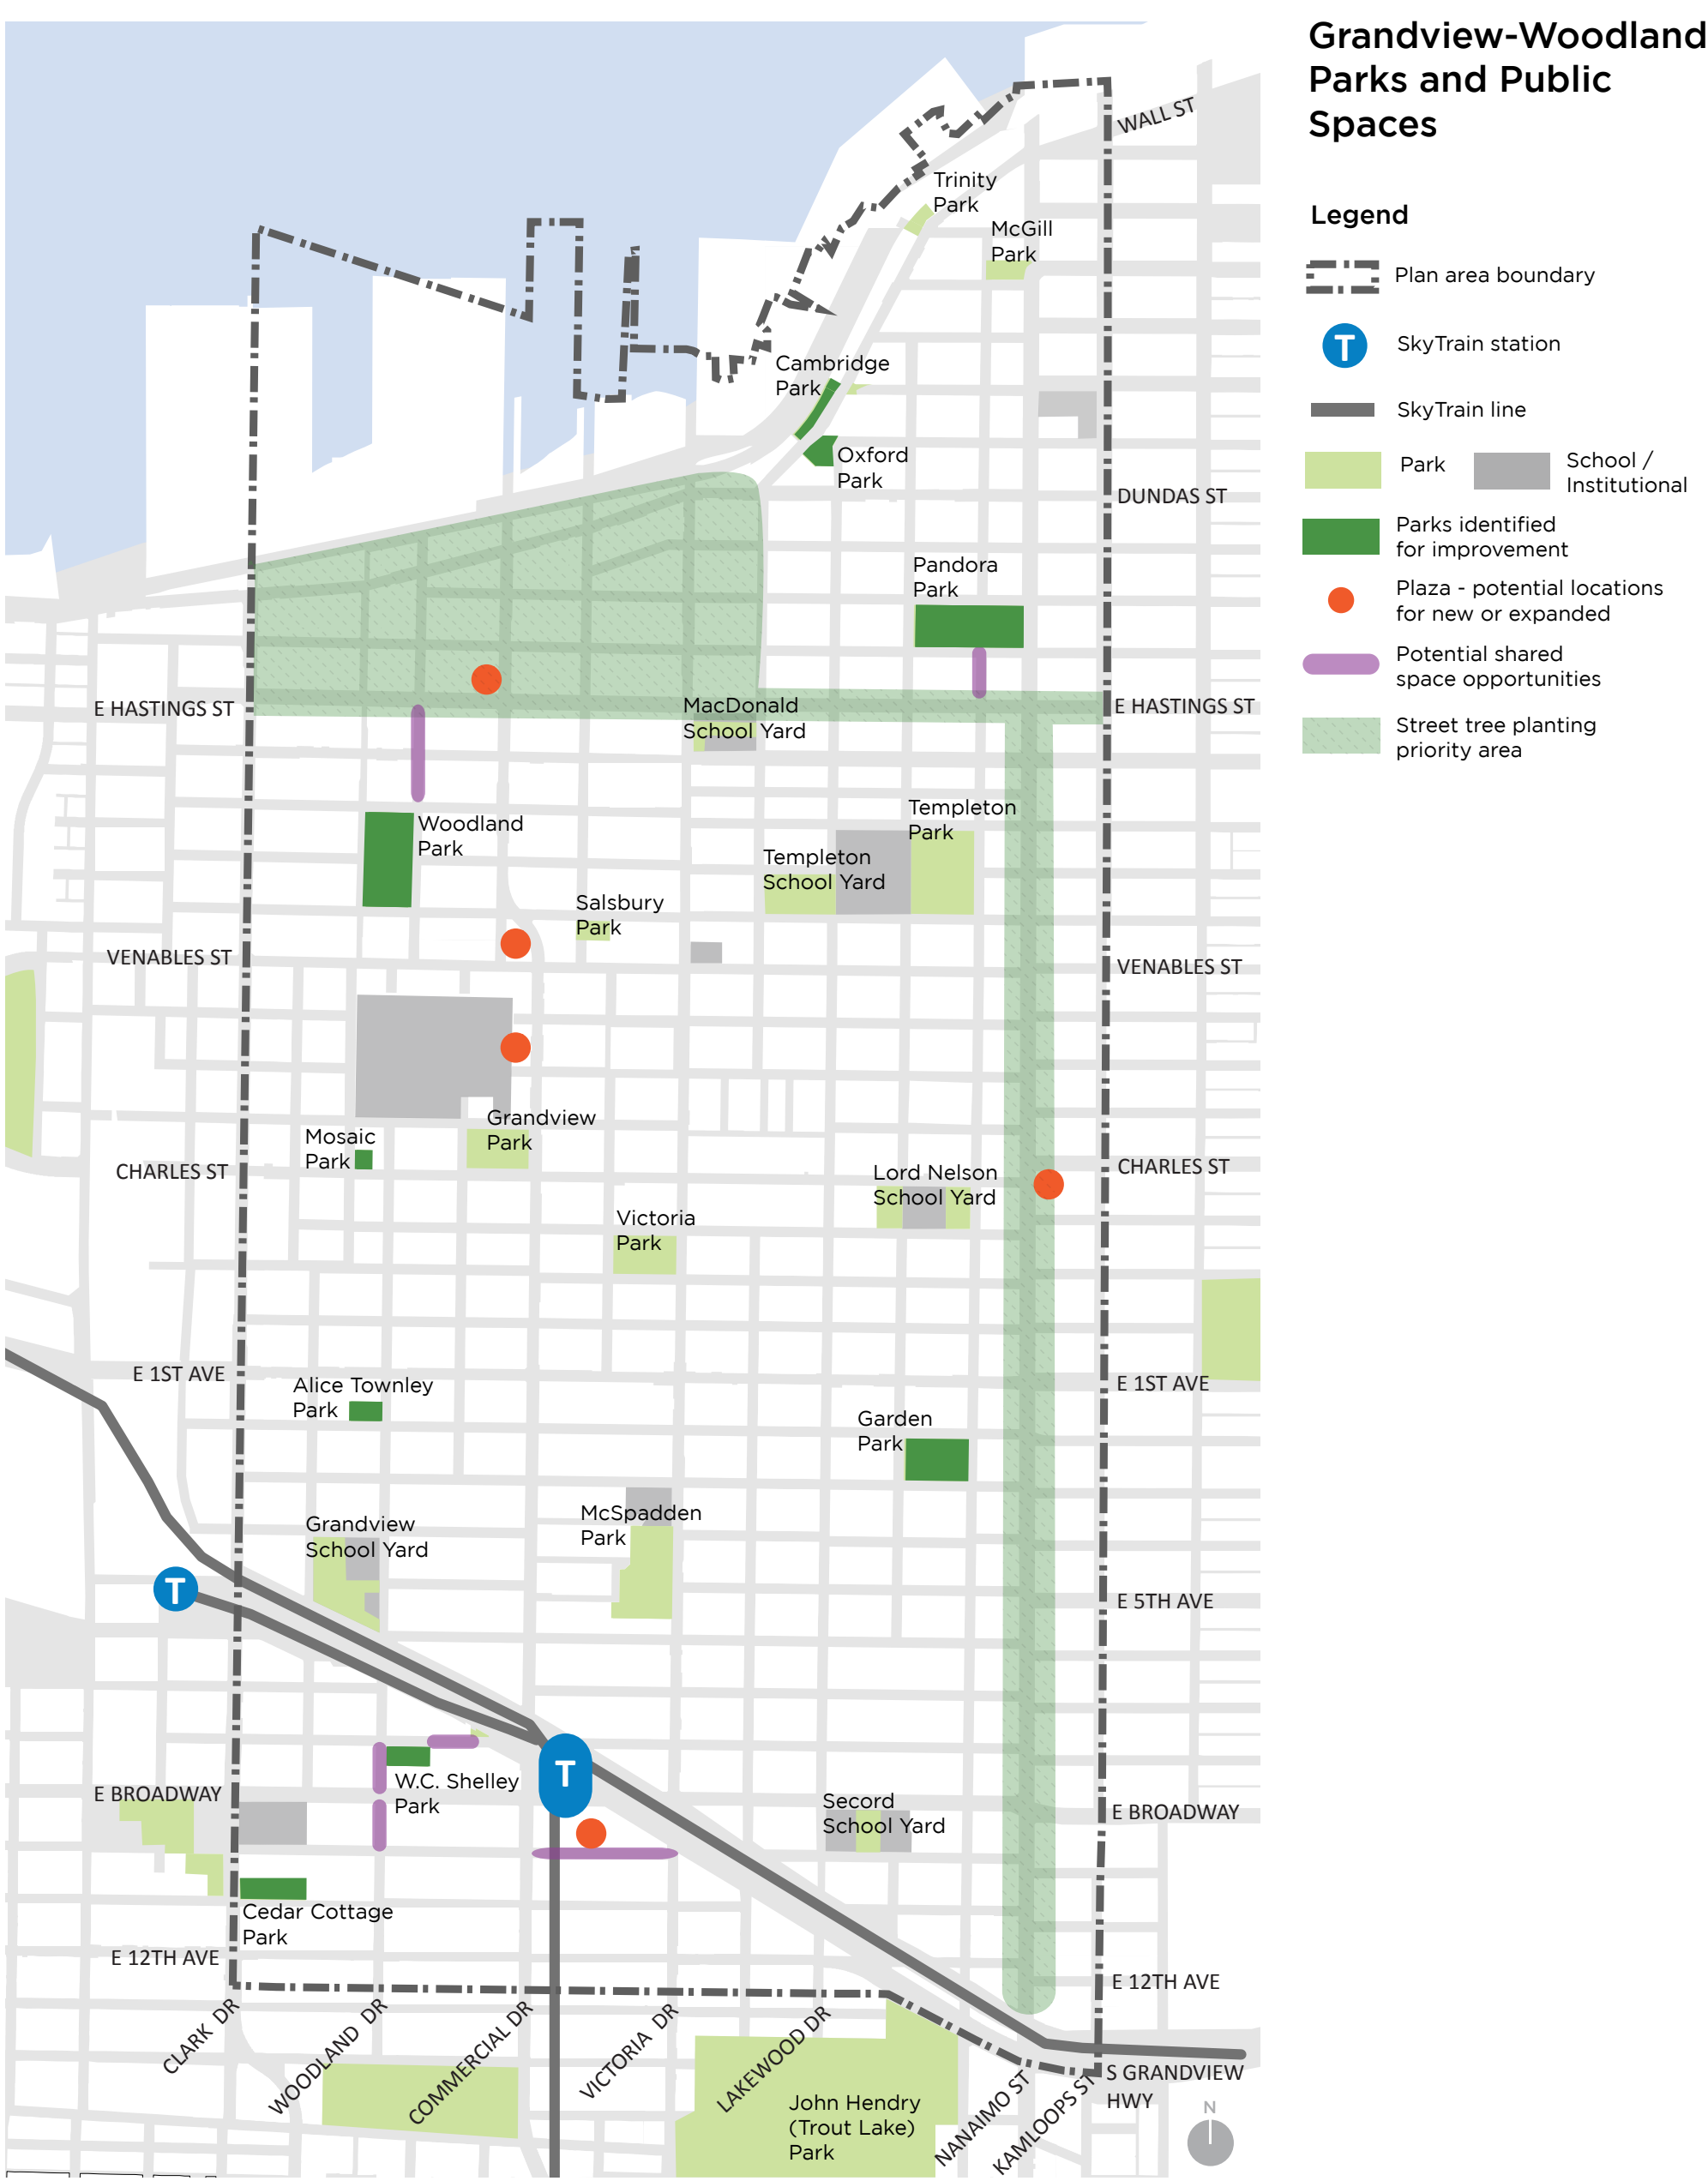 Grandview-Woodland
Parks and Public
Spaces
Legend
Plan area boundary
T
SkyTrain station
SkyTrain line
Park
School /
Institutional
Parks identified
for improvement
Plaza - potential locations
for new or expanded
Potential shared
space opportunities
Street tree planting
priority area
WALL ST
Trinity
Park
McGill
Park
Cambridge
Park
Oxford
Park
DUNDAS ST
Pandora
Park
E HASTINGS ST
MacDonald
School Yard
E HASTINGS ST
Woodland
Park
Templeton
Park
Templeton
School Yard
Salsbury
Park
VENABLES ST
VENABLES ST
Grandview
Park
Mosaic
Park
CHARLES ST
Lord Nelson
School Yard
CHARLES ST
Victoria
Park
E 1ST AVE
E 1ST AVE
Alice Townley
Park
Garden
Park
McSpadden
Park
Grandview
School Yard
T
E 5TH AVE
T
W.C. Shelley
Park
E BROADWAY
Secord
School Yard
E BROADWAY
Cedar Cottage
Park
E 12TH AVE
E 12TH AVE
CLARK DR
WOODLAND DR
COMMERCIAL DR
VICTORIA DR
LAKEWOOD DR
NANAIMO ST
KAMLOOPS ST
S GRANDVIEW
HWY
John Hendry
(Trout Lake)
Park
N